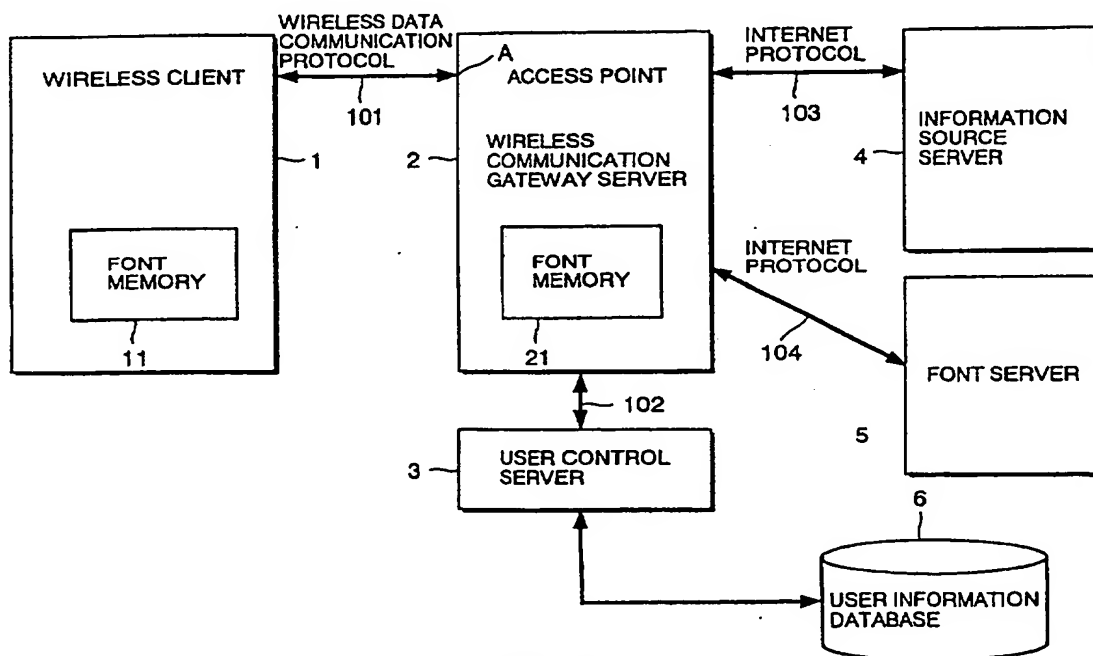 WIRELESS DATA
COMMUNICATION
PROTOCOL
WIRELESS CLIENT
101
1
FONT
MEMORY
11
A
ACCESS POINT
2
WIRELESS
COMMUNICATION
GATEWAY SERVER
FONT
MEMORY
21
INTERNET
PROTOCOL
103
INFORMATION
SOURCE
SERVER
4
INTERNET
PROTOCOL
104
FONT SERVER
5
102
3
USER CONTROL
SERVER
6
USER INFORMATION
DATABASE